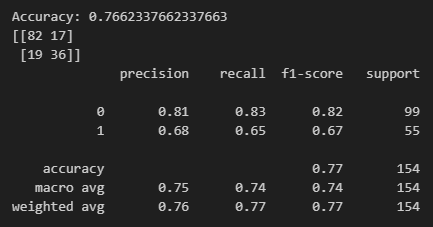 Accuracy: 0.7662337662337663
[[82 17]
 [19 36]]
              precision    recall  f1-score   support

           0       0.81      0.83      0.82        99
           1       0.68      0.65      0.67        55

    accuracy                           0.77       154
   macro avg       0.75      0.74      0.74       154
weighted avg       0.76      0.77      0.77       154